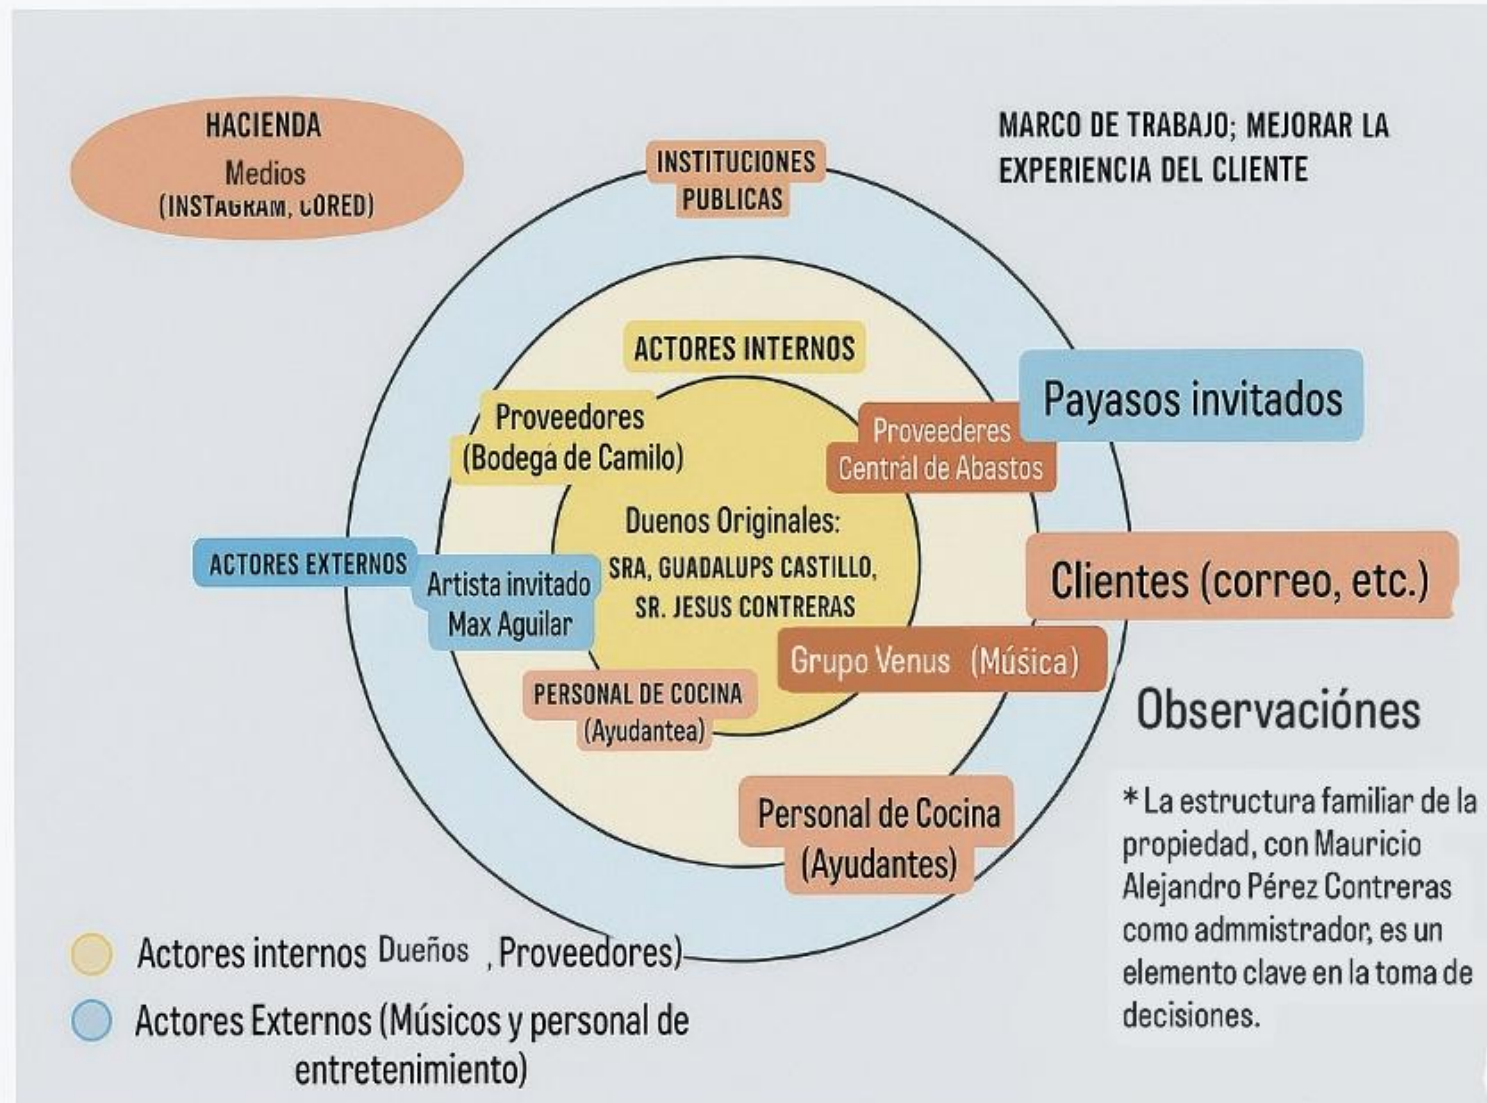 HACIENDA
Medios
(INSTAGRAM, CORED)
MARCO DE TRABAJO; MEJORAR LA
EXPERIENCIA DEL CLIENTE
INSTITUCIONES
PUBLICAS
ACTORES INTERNOS
Proveedores
(Bodega de Camilo)
Proveederes
Central de Abastos
Payasos invitados
Duenos Originales:
SRA, GUADALUPS CASTILLO,
SR. JESUS CONTRERAS
ACTORES EXTERNOS
Artista invitado
Max Aguilar
Clientes (correo, etc.)
Grupo Venus (Música)
PERSONAL DE COCINA
(Ayudantea)
Personal de Cocina
(Ayudantes)
Observaciónes
* La estructura familiar de la
propiedad, con Mauricio
Alejandro Pérez Contreras
como admmistrador, es un
elemento clave en la toma de
decisiones.
Actores internos Dueños , Proveedores)
Actores Externos (Músicos y personal de
entretenimiento)